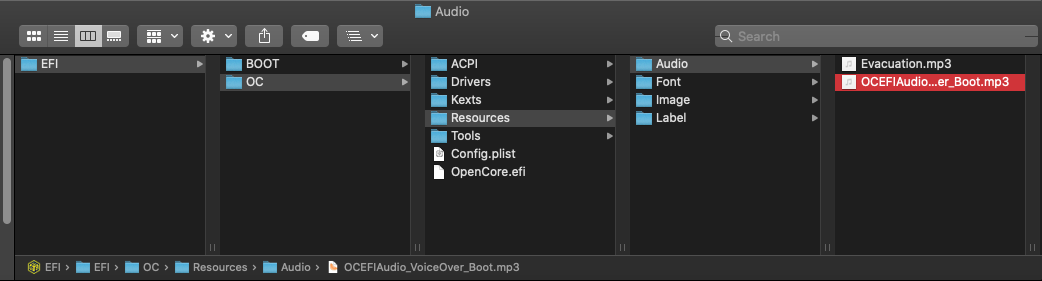 Audio
Search
EFI
BOOT
OC
ACPI
Drivers
Kexts
Resources
Tools
Config.plist
OpenCore.efi
Audio
Font
Image
Label
Evacuation.mp3
OCEFIAudio...er_Boot.mp3
EFI › EFI › OC › Resources › Audio › OCEFIAudio_VoiceOver_Boot.mp3